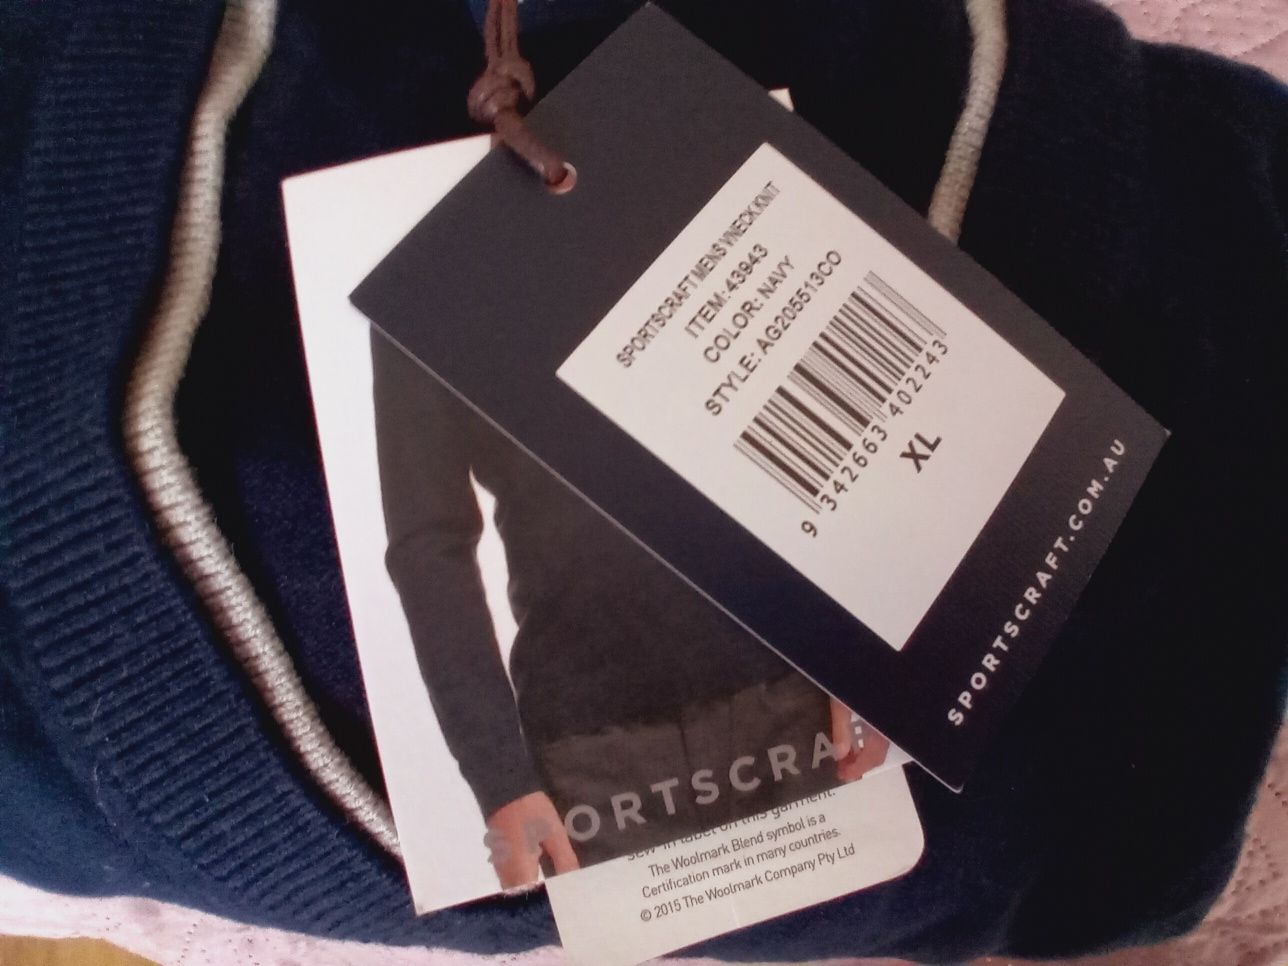 SPORTSCRAFT MENS VNECK KNIT
ITEM: 43943
COLOR: NAVY
STYLE: AG205513CO
9 342663 402243
XL
SPORTSCRAFT.COM.AU
SPORTSCRAF
sew-in label on this garment.
The Woolmark Blend symbol is a
Certification mark in many countries.
© 2015 The Woolmark Company Pty Ltd